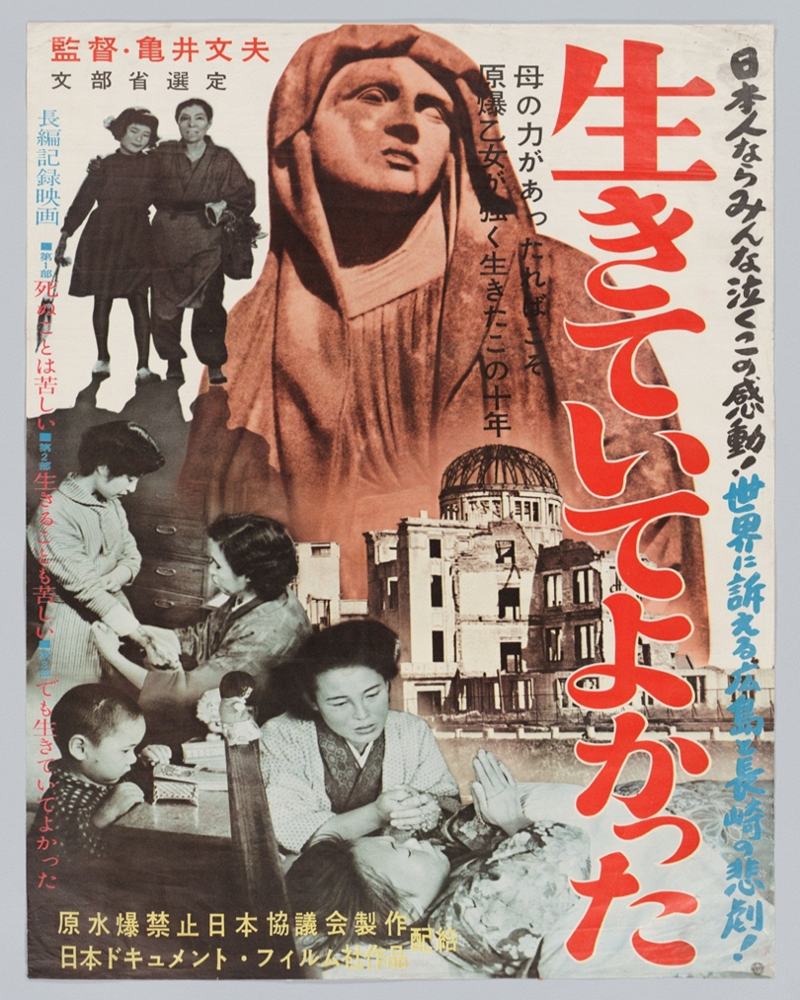 日本人ならみんな泣くこの感動!世界に訴える広島と長崎の悲劇!
生きていてよかった
母の力があったればこそ
原爆乙女が強く生きたこの十年
監督・亀井文夫
文部省選定
長編記録映画
■第1部死ぬことは苦しい■第2部生きることも苦しい■第3部でも生きていてよかった
原水爆禁止日本協議会製作
日本ドキュメント・フィルム社作品
配給